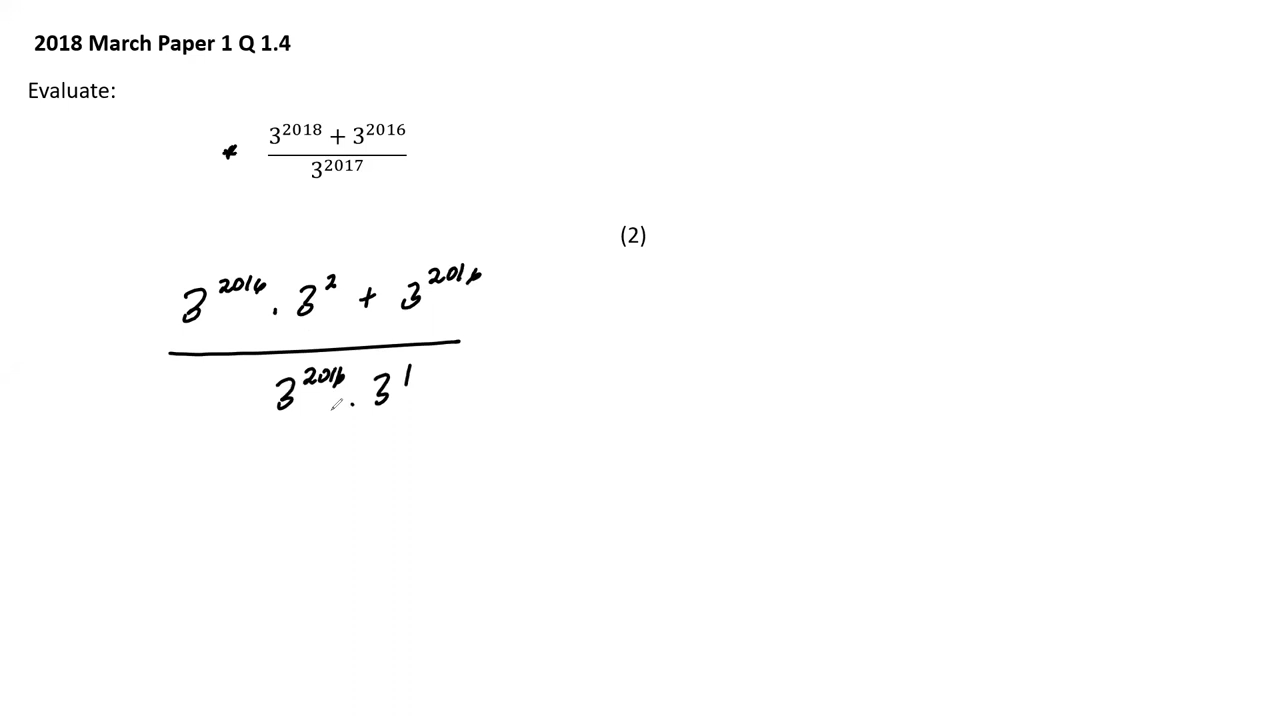 2018 March Paper 1 Q 1.4
Evaluate:
* 3^2018 + 3^2016
3^2017
(2)
3^2016 . 3^2 + 3^2016
3^2016 . 3^1